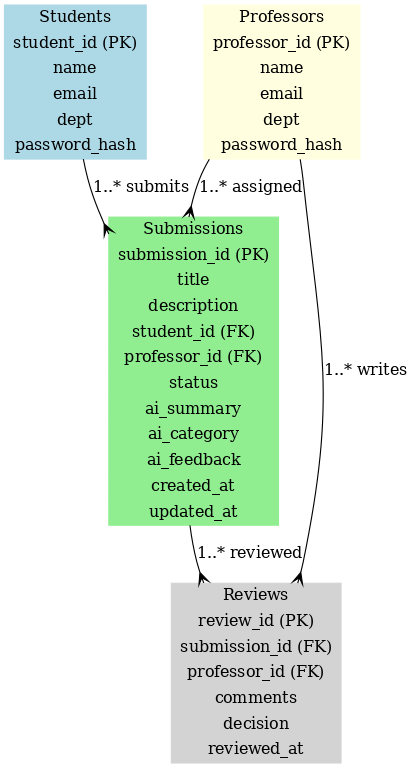 Students
student_id (PK)
name
email
dept
password_hash
Professors
professor_id (PK)
name
email
dept
password_hash
1..* submits
1..* assigned
Submissions
submission_id (PK)
title
description
student_id (FK)
professor_id (FK)
status
ai_summary
ai_category
ai_feedback
created_at
updated_at
1..* writes
1..* reviewed
Reviews
review_id (PK)
submission_id (FK)
professor_id (FK)
comments
decision
reviewed_at